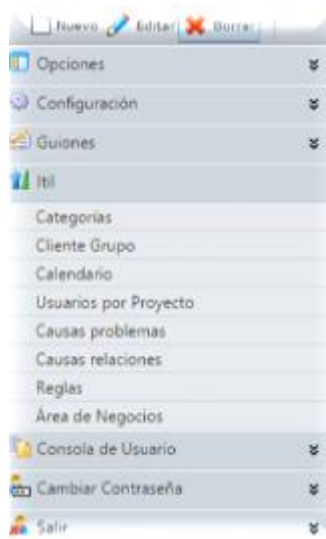 Nuevo Editar Borrar
Opciones
Configuración
Guiones
Itil
Categorías
Cliente Grupo
Calendario
Usuarios por Proyecto
Causas problemas
Causas relaciones
Reglas
Área de Negocios
Consola de Usuario
Cambiar Contraseña
Salir